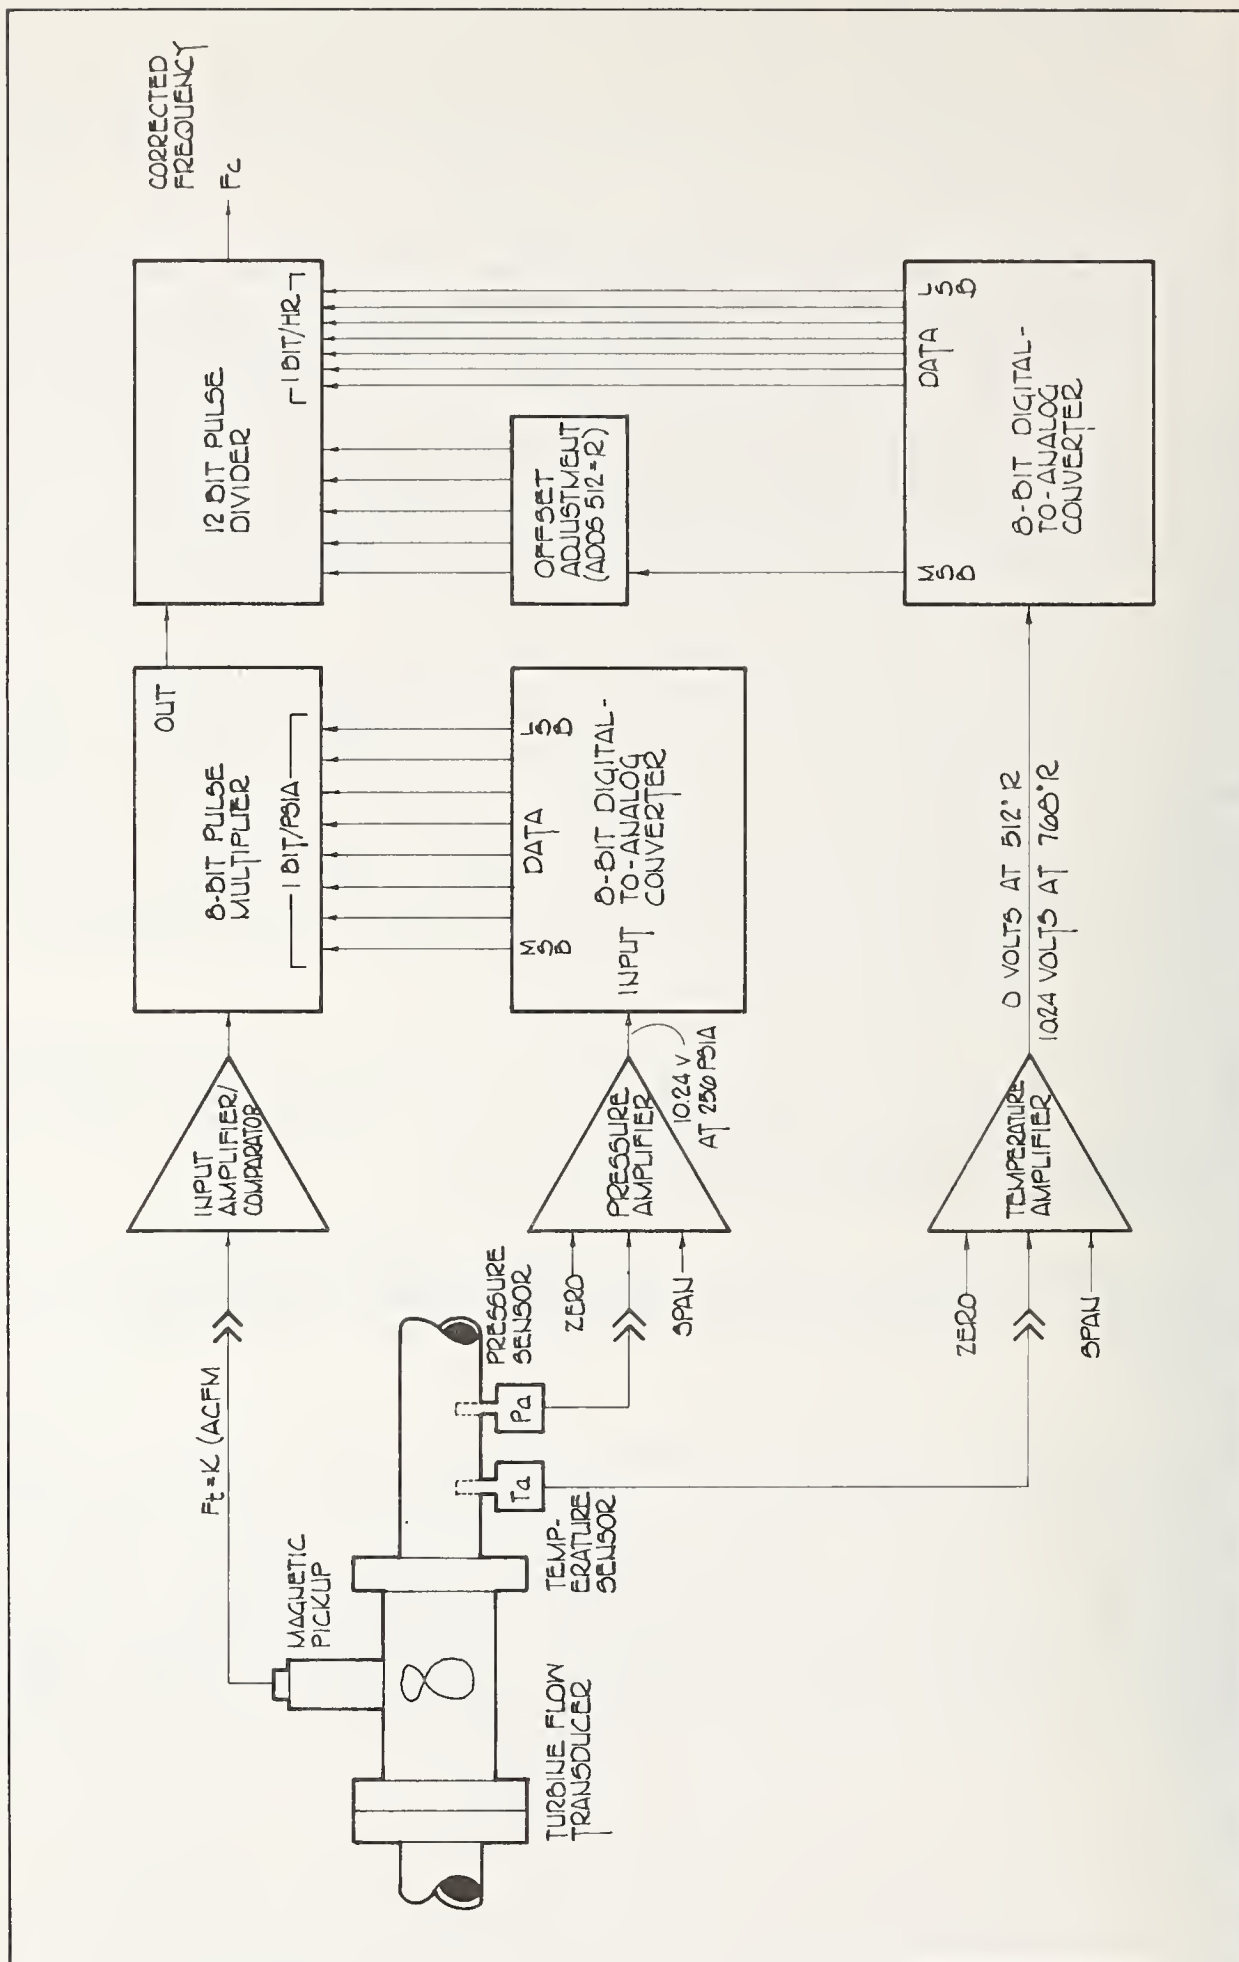 Ft=K (ACFM
MAGNETIC
PICKUP
TURBINE FLOW
TRANSDUCER
TEMP-
ERATURE
SENSOR
Ta
PRESSURE
SENSOR
Pa
INPUT
AMPLIFIER/
COMPARATOR
ZERO
SPAN
PRESSURE
AMPLIFIER
10.24 V
AT 256 PSIA
ZERO
SPAN
TEMPERATURE
AMPLIFIER
0 VOLTS AT 512°R
10.24 VOLTS AT 768°R
8-BIT PULSE
MULTIPLIER
OUT
1 BIT/PSIA
MSB
DATA
LSB
INPUT
8-BIT DIGITAL-
TO-ANALOG
CONVERTER
12 BIT PULSE
DIVIDER
1 BIT/HR
OFFSET
ADJUSTMENT
(ADDS 512=R)
MSB
DATA
LSB
8-BIT DIGITAL-
TO-ANALOG
CONVERTER
CORRECTED
FREQUENCY
Fc